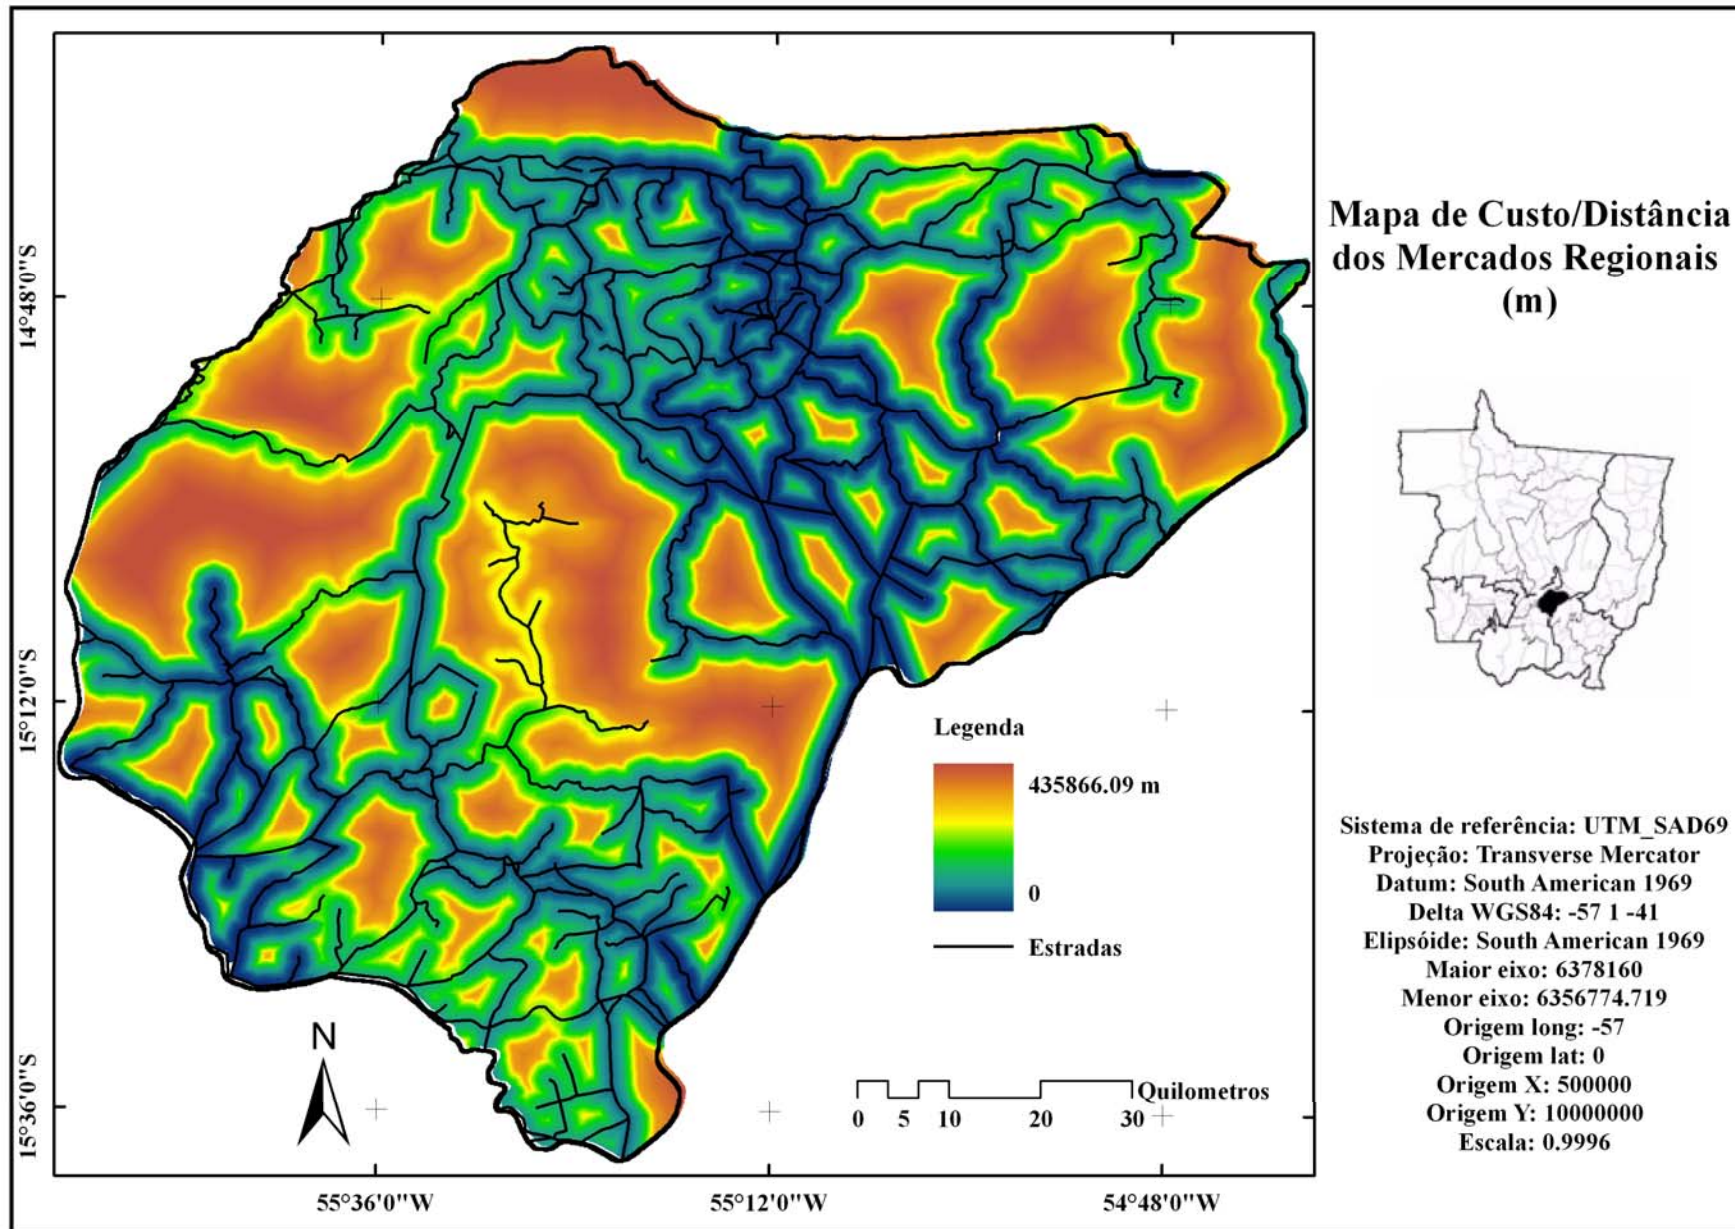 Mapa de Custo/Distância
dos Mercados Regionais
(m)
14°48'0"S
15°12'0"S
15°36'0"S
Legenda
435866.09 m
0
Estradas
N
Quilometros
0 5 10 20 30
55°36'0"W 55°12'0"W 54°48'0"W
Sistema de referência: UTM_SAD69
Projeção: Transverse Mercator
Datum: South American 1969
Delta WGS84: -57 1 -41
Elipsóide: South American 1969
Maior eixo: 6378160
Menor eixo: 6356774.719
Origem long: -57
Origem lat: 0
Origem X: 500000
Origem Y: 10000000
Escala: 0.9996